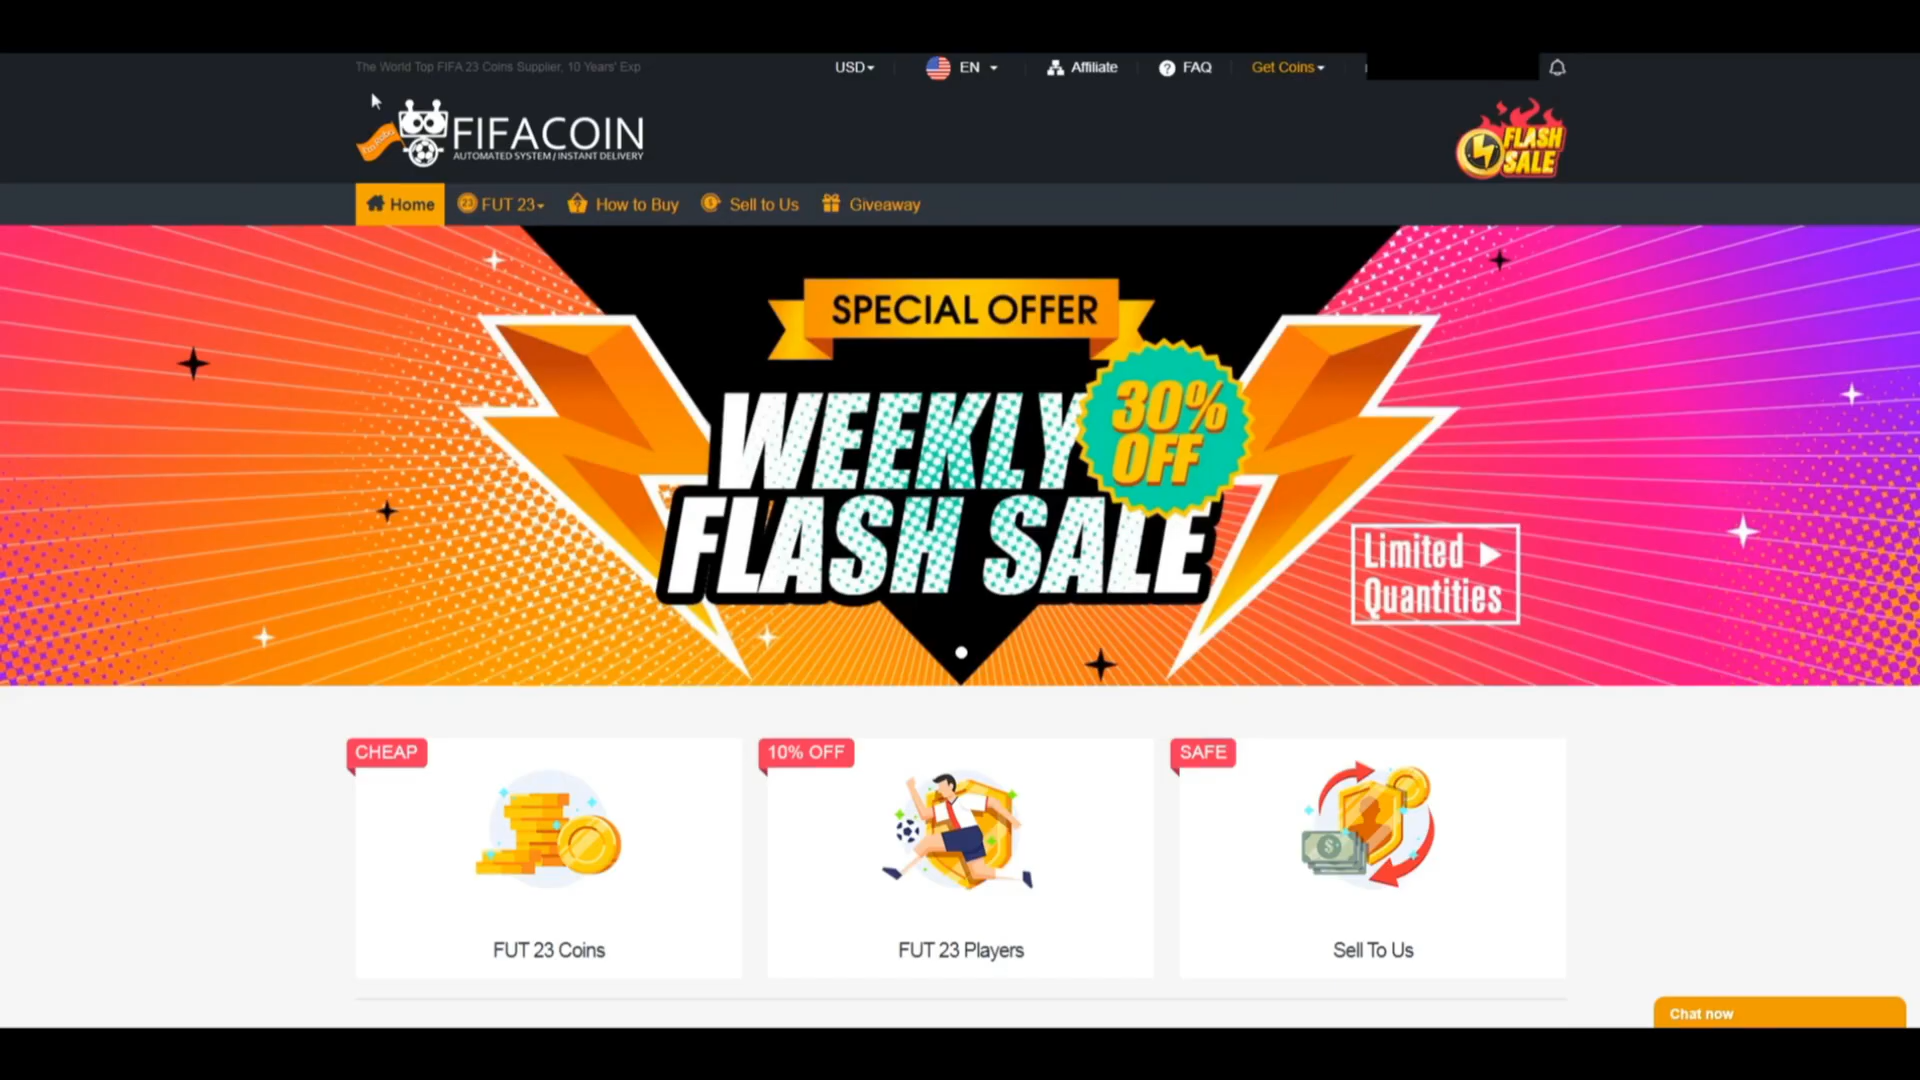 The World Top FIFA 23 Coins Supplier, 10 Years' Exp
USD
EN
Affiliate
? FAQ
Get Coins
FIFACOIN
AUTOMATED SYSTEM / INSTANT DELIVERY
FLASH
SALE
Home
23 FUT 23
How to Buy
Sell to Us
Giveaway
SPECIAL OFFER
WEEKLY
30%
OFF
FLASH SALE
Limited
Quantities
CHEAP
10% OFF
SAFE
$
FUT 23 Coins
FUT 23 Players
Sell To Us
Chat now